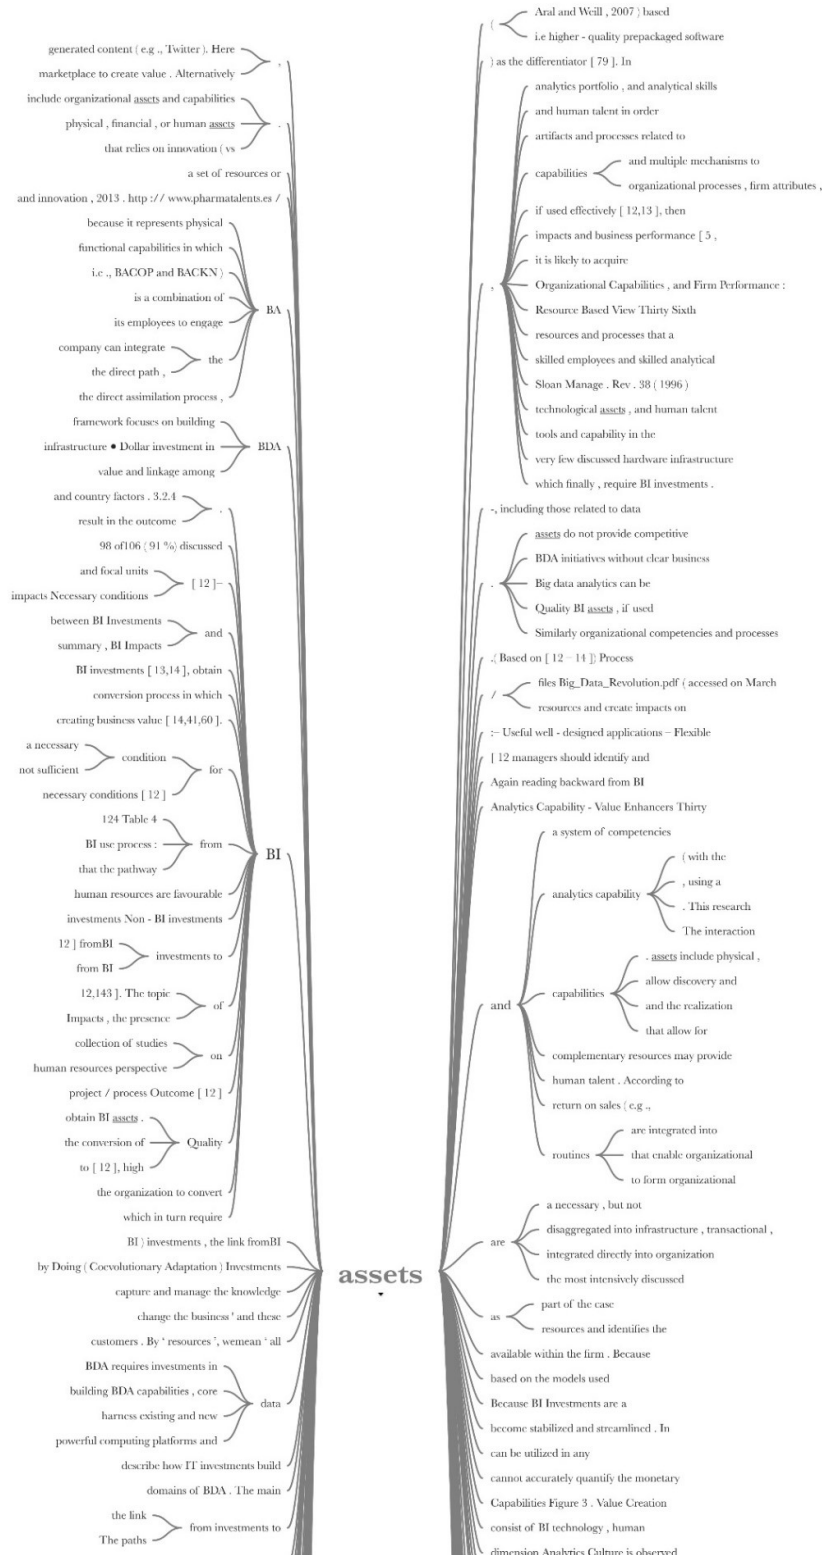 generated content ( e.g ., Twitter ). Here
marketplace to create value . Alternatively
,
include organizational assets and capabilities
physical , financial , or human assets
that relies on innovation ( vs
.
a set of resources or
and innovation , 2013 . http :// www.pharmatalents.es /
because it represents physical
functional capabilities in which
i.e ., BACOP and BACKN )
is a combination of
its employees to engage
company can integrate
the direct path ,
the
the direct assimilation process ,
BA
framework focuses on building
infrastructure • Dollar investment in
value and linkage among
BDA
and country factors . 3.2.4
result in the outcome
.
98 of106 ( 91 %) discussed
and focal units
impacts Necessary conditions
[ 12 ]–
between BI Investments
summary , BI Impacts
and
BI investments [ 13,14 ], obtain
conversion process in which
creating business value [ 14,41,60 ].
a necessary
not sufficient
condition
necessary conditions [ 12 ]
for
124 Table 4
BI use process :
that the pathway
from
human resources are favourable
investments Non - BI investments
12 ] fromBI
from BI
investments to
12,143 ]. The topic
Impacts , the presence
of
collection of studies
human resources perspective
on
project / process Outcome [ 12 ]
obtain BI assets .
the conversion of
to [ 12 ], high
Quality
the organization to convert
which in turn require
BI
BI ) investments , the link fromBI
by Doing ( Coevolutionary Adaptation ) Investments
capture and manage the knowledge
change the business ' and these
customers . By ' resources ', wemean ' all
BDA requires investments in
building BDA capabilities , core
harness existing and new
powerful computing platforms and
data
describe how IT investments build
domains of BDA . The main
the link
The paths
from investments to
assets
(
Aral and Weill , 2007 ) based
i.e higher - quality prepackaged software
) as the differentiator [ 79 ]. In
,
analytics portfolio , and analytical skills
and human talent in order
artifacts and processes related to
capabilities
and multiple mechanisms to
organizational processes , firm attributes ,
if used effectively [ 12,13 ], then
impacts and business performance [ 5 ,
it is likely to acquire
Organizational Capabilities , and Firm Performance :
Resource Based View Thirty Sixth
resources and processes that a
skilled employees and skilled analytical
Sloan Manage . Rev . 38 ( 1996 )
technological assets , and human talent
tools and capability in the
very few discussed hardware infrastructure
which finally , require BI investments .
-, including those related to data
.
assets do not provide competitive
BDA initiatives without clear business
Big data analytics can be
Quality BI assets , if used
Similarly organizational competencies and processes
.( Based on [ 12 – 14 ]) Process
/
files Big_Data_Revolution.pdf ( accessed on March
resources and create impacts on
:– Useful well - designed applications – Flexible
[ 12 managers should identify and
Again reading backward from BI
Analytics Capability - Value Enhancers Thirty
and
a system of competencies
analytics capability
( with the
, using a
. This research
The interaction
capabilities
. assets include physical ,
allow discovery and
and the realization
that allow for
complementary resources may provide
human talent . According to
return on sales ( e.g .,
routines
are integrated into
that enable organizational
to form organizational
are
a necessary , but not
disaggregated into infrastructure , transactional ,
integrated directly into organization
the most intensively discussed
as
part of the case
resources and identifies the
available within the firm . Because
based on the models used
Because BI Investments are a
become stabilized and streamlined . In
can be utilized in any
cannot accurately quantify the monetary
Capabilities Figure 3 . Value Creation
consist of BI technology , human
dimension Analytics Culture is observed